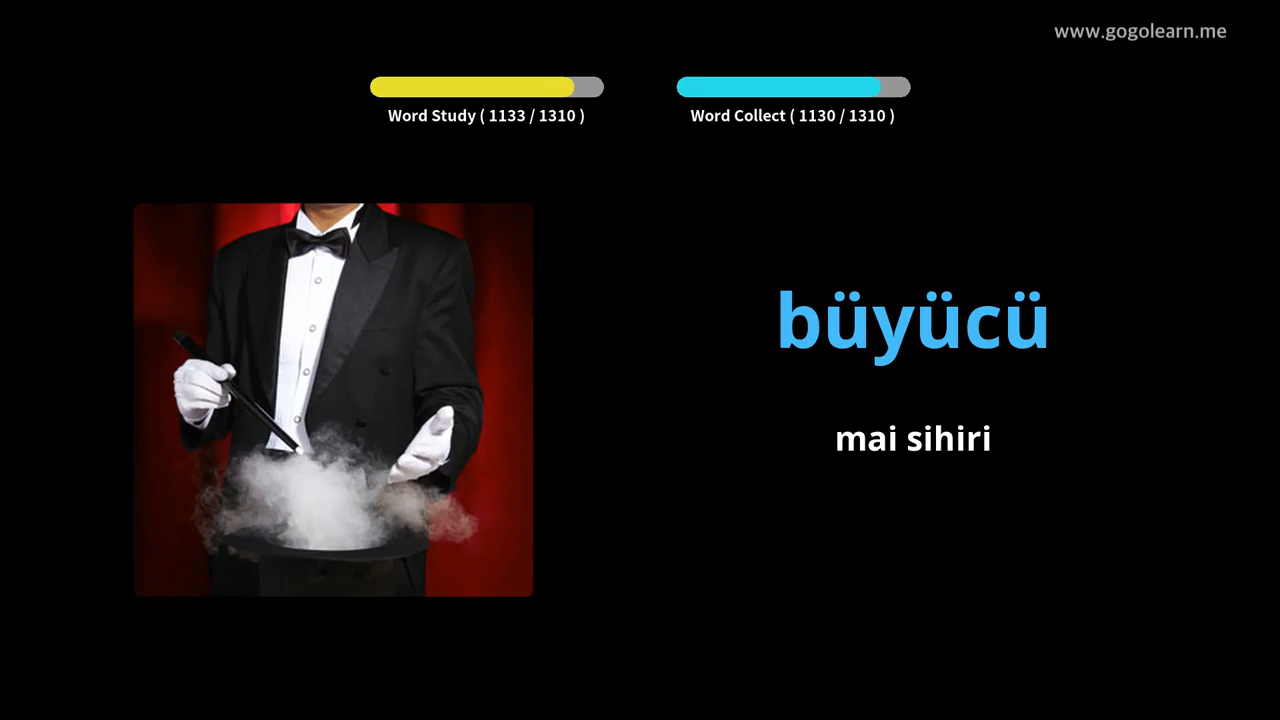 www.gogolearn.me
Word Study ( 1133 / 1310 )
Word Collect ( 1130 / 1310 )
büyücü
mai sihiri